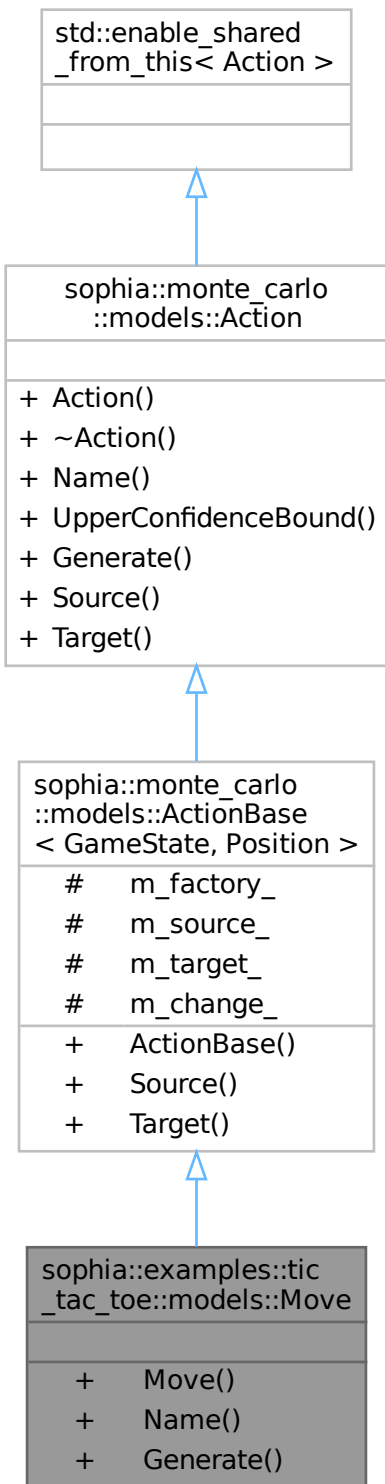 std::enable_shared
_from_this< Action >
sophia::monte_carlo
::models::Action
+ Action()
+ ~Action()
+ Name()
+ UpperConfidenceBound()
+ Generate()
+ Source()
+ Target()
sophia::monte_carlo
::models::ActionBase
< GameState, Position >
# m_factory_
# m_source_
# m_target_
# m_change_
+ ActionBase()
+ Source()
+ Target()
sophia::examples::tic
_tac_toe::models::Move
+ Move()
+ Name()
+ Generate()